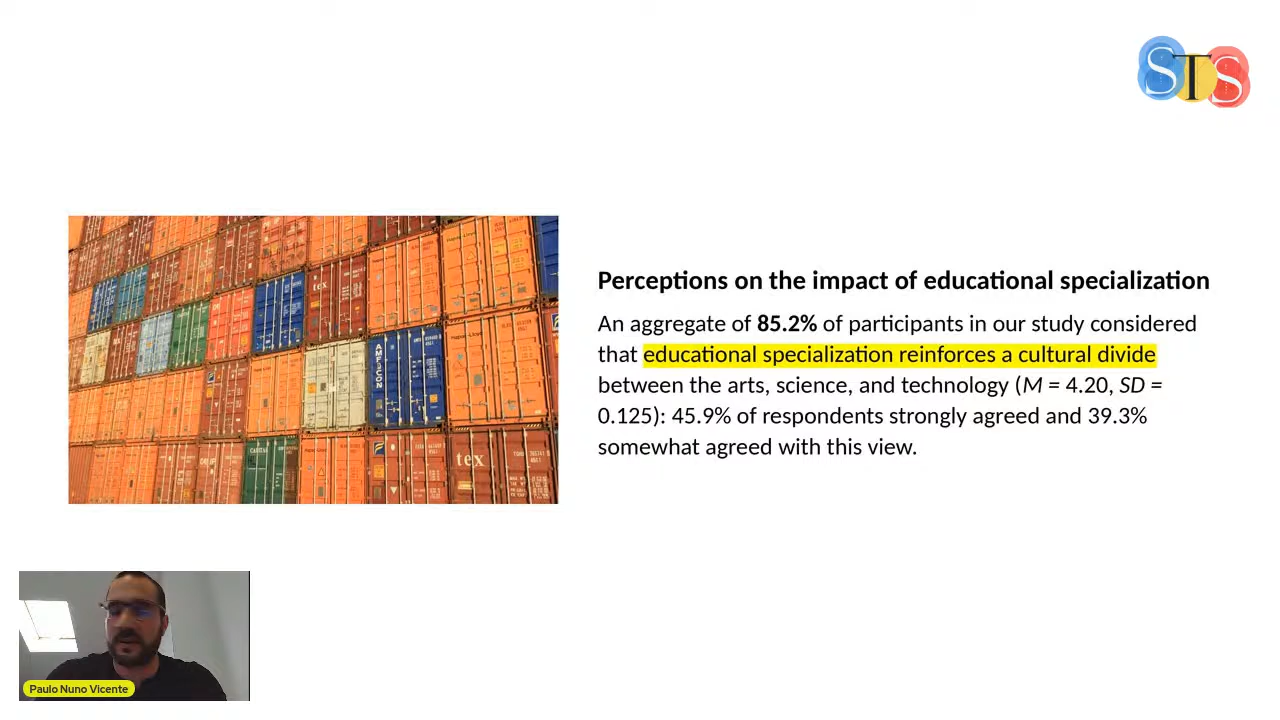 STS
Perceptions on the impact of educational specialization
An aggregate of 85.2% of participants in our study considered
that educational specialization reinforces a cultural divide
between the arts, science, and technology (M = 4.20, SD =
0.125): 45.9% of respondents strongly agreed and 39.3%
somewhat agreed with this view.
tex
AMFICON
CAPITAL
tex
Paulo Nuno Vicente